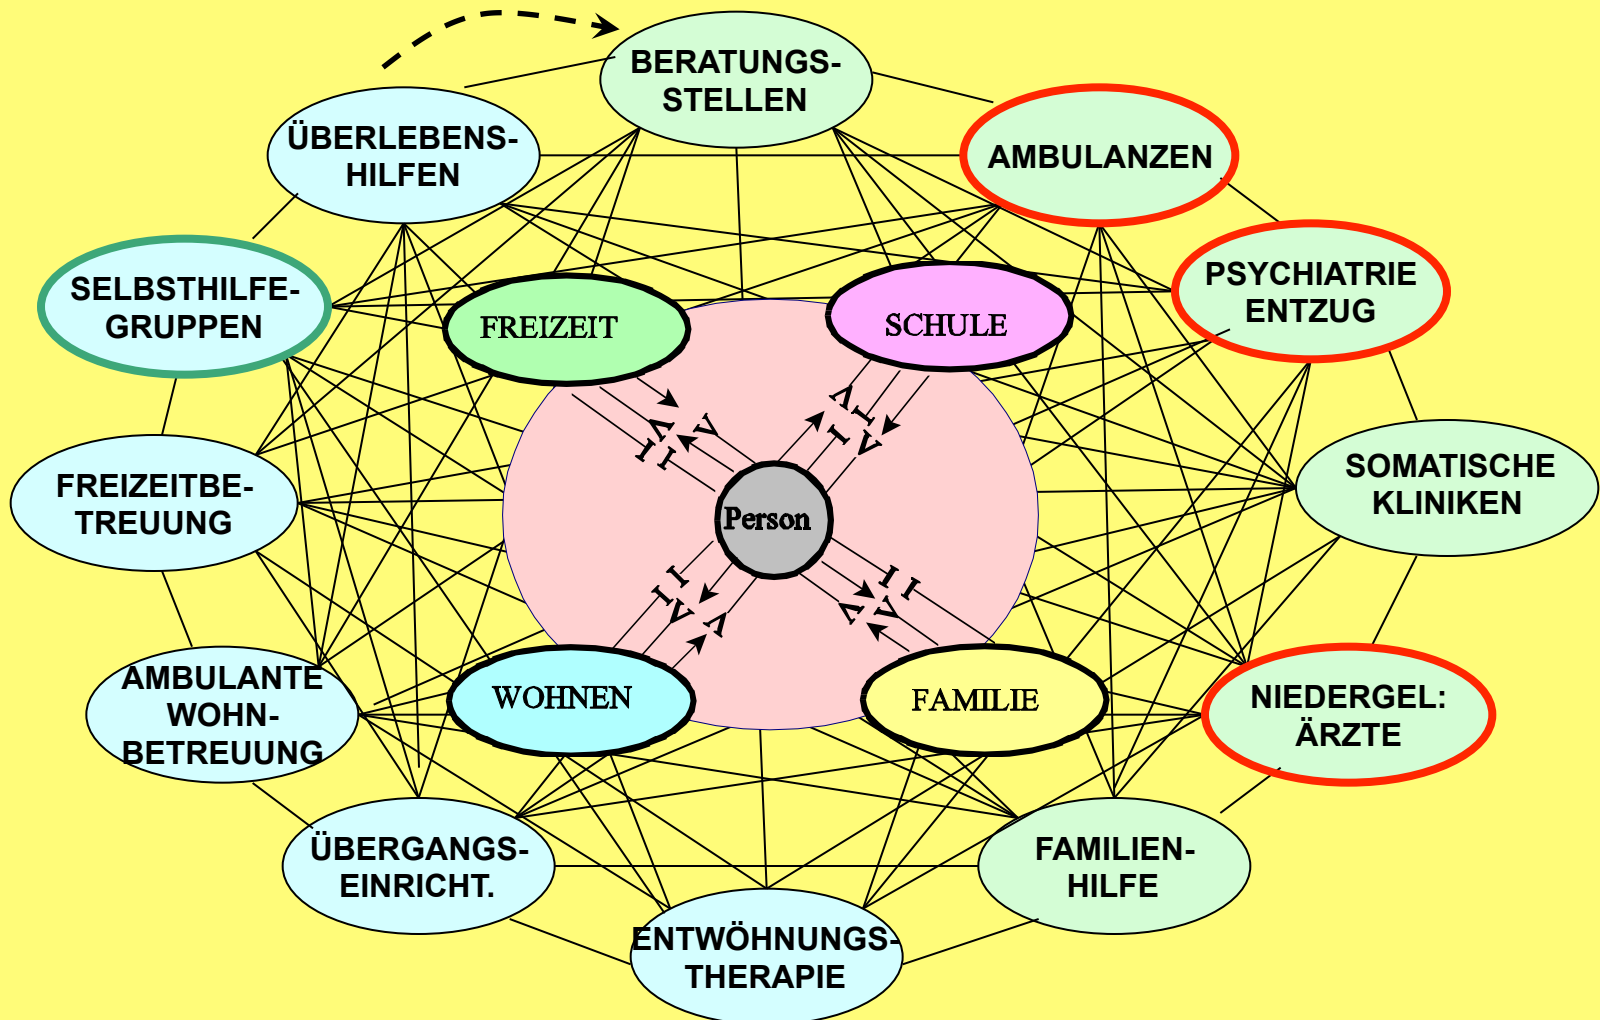 BERATUNGS-
STELLEN
ÜBERLEBENS-
HILFEN
AMBULANZEN
SELBSTHILFE-
GRUPPEN
PSYCHIATRIE
ENTZUG
FREIZEIT
SCHULE
FREIZEITBE-
TREUUNG
SOMATISCHE
KLINIKEN
Person
AMBULANTE
WOHN-
BETREUUNG
WOHNEN
FAMILIE
NIEDERGEL:
ÄRZTE
ÜBERGANGS-
EINRICHT.
FAMILIEN-
HILFE
ENTWÖHNUNGS-
THERAPIE